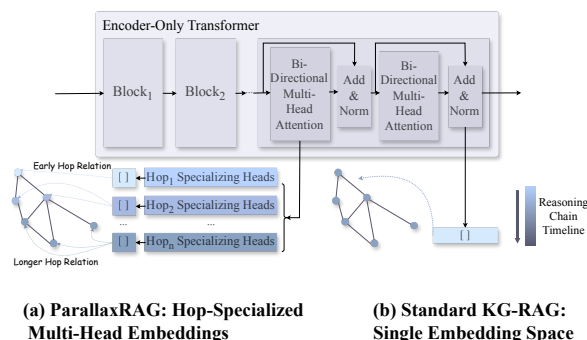 Encoder-Only Transformer
Block1
Block2
...
Bi-
Directional
Multi-
Head
Attention
Add
&
Norm
Bi-
Directional
Multi-
Head
Attention
Add
&
Norm
Early Hop Relation
[ ]
Hop1 Specializing Heads
[ ]
Hop2 Specializing Heads
... ...
[ ]
Hopn Specializing Heads
Longer Hop Relation
[ ]
Reasoning
Chain
Timeline
(a) ParallaxRAG: Hop-Specialized
Multi-Head Embeddings
(b) Standard KG-RAG:
Single Embedding Space